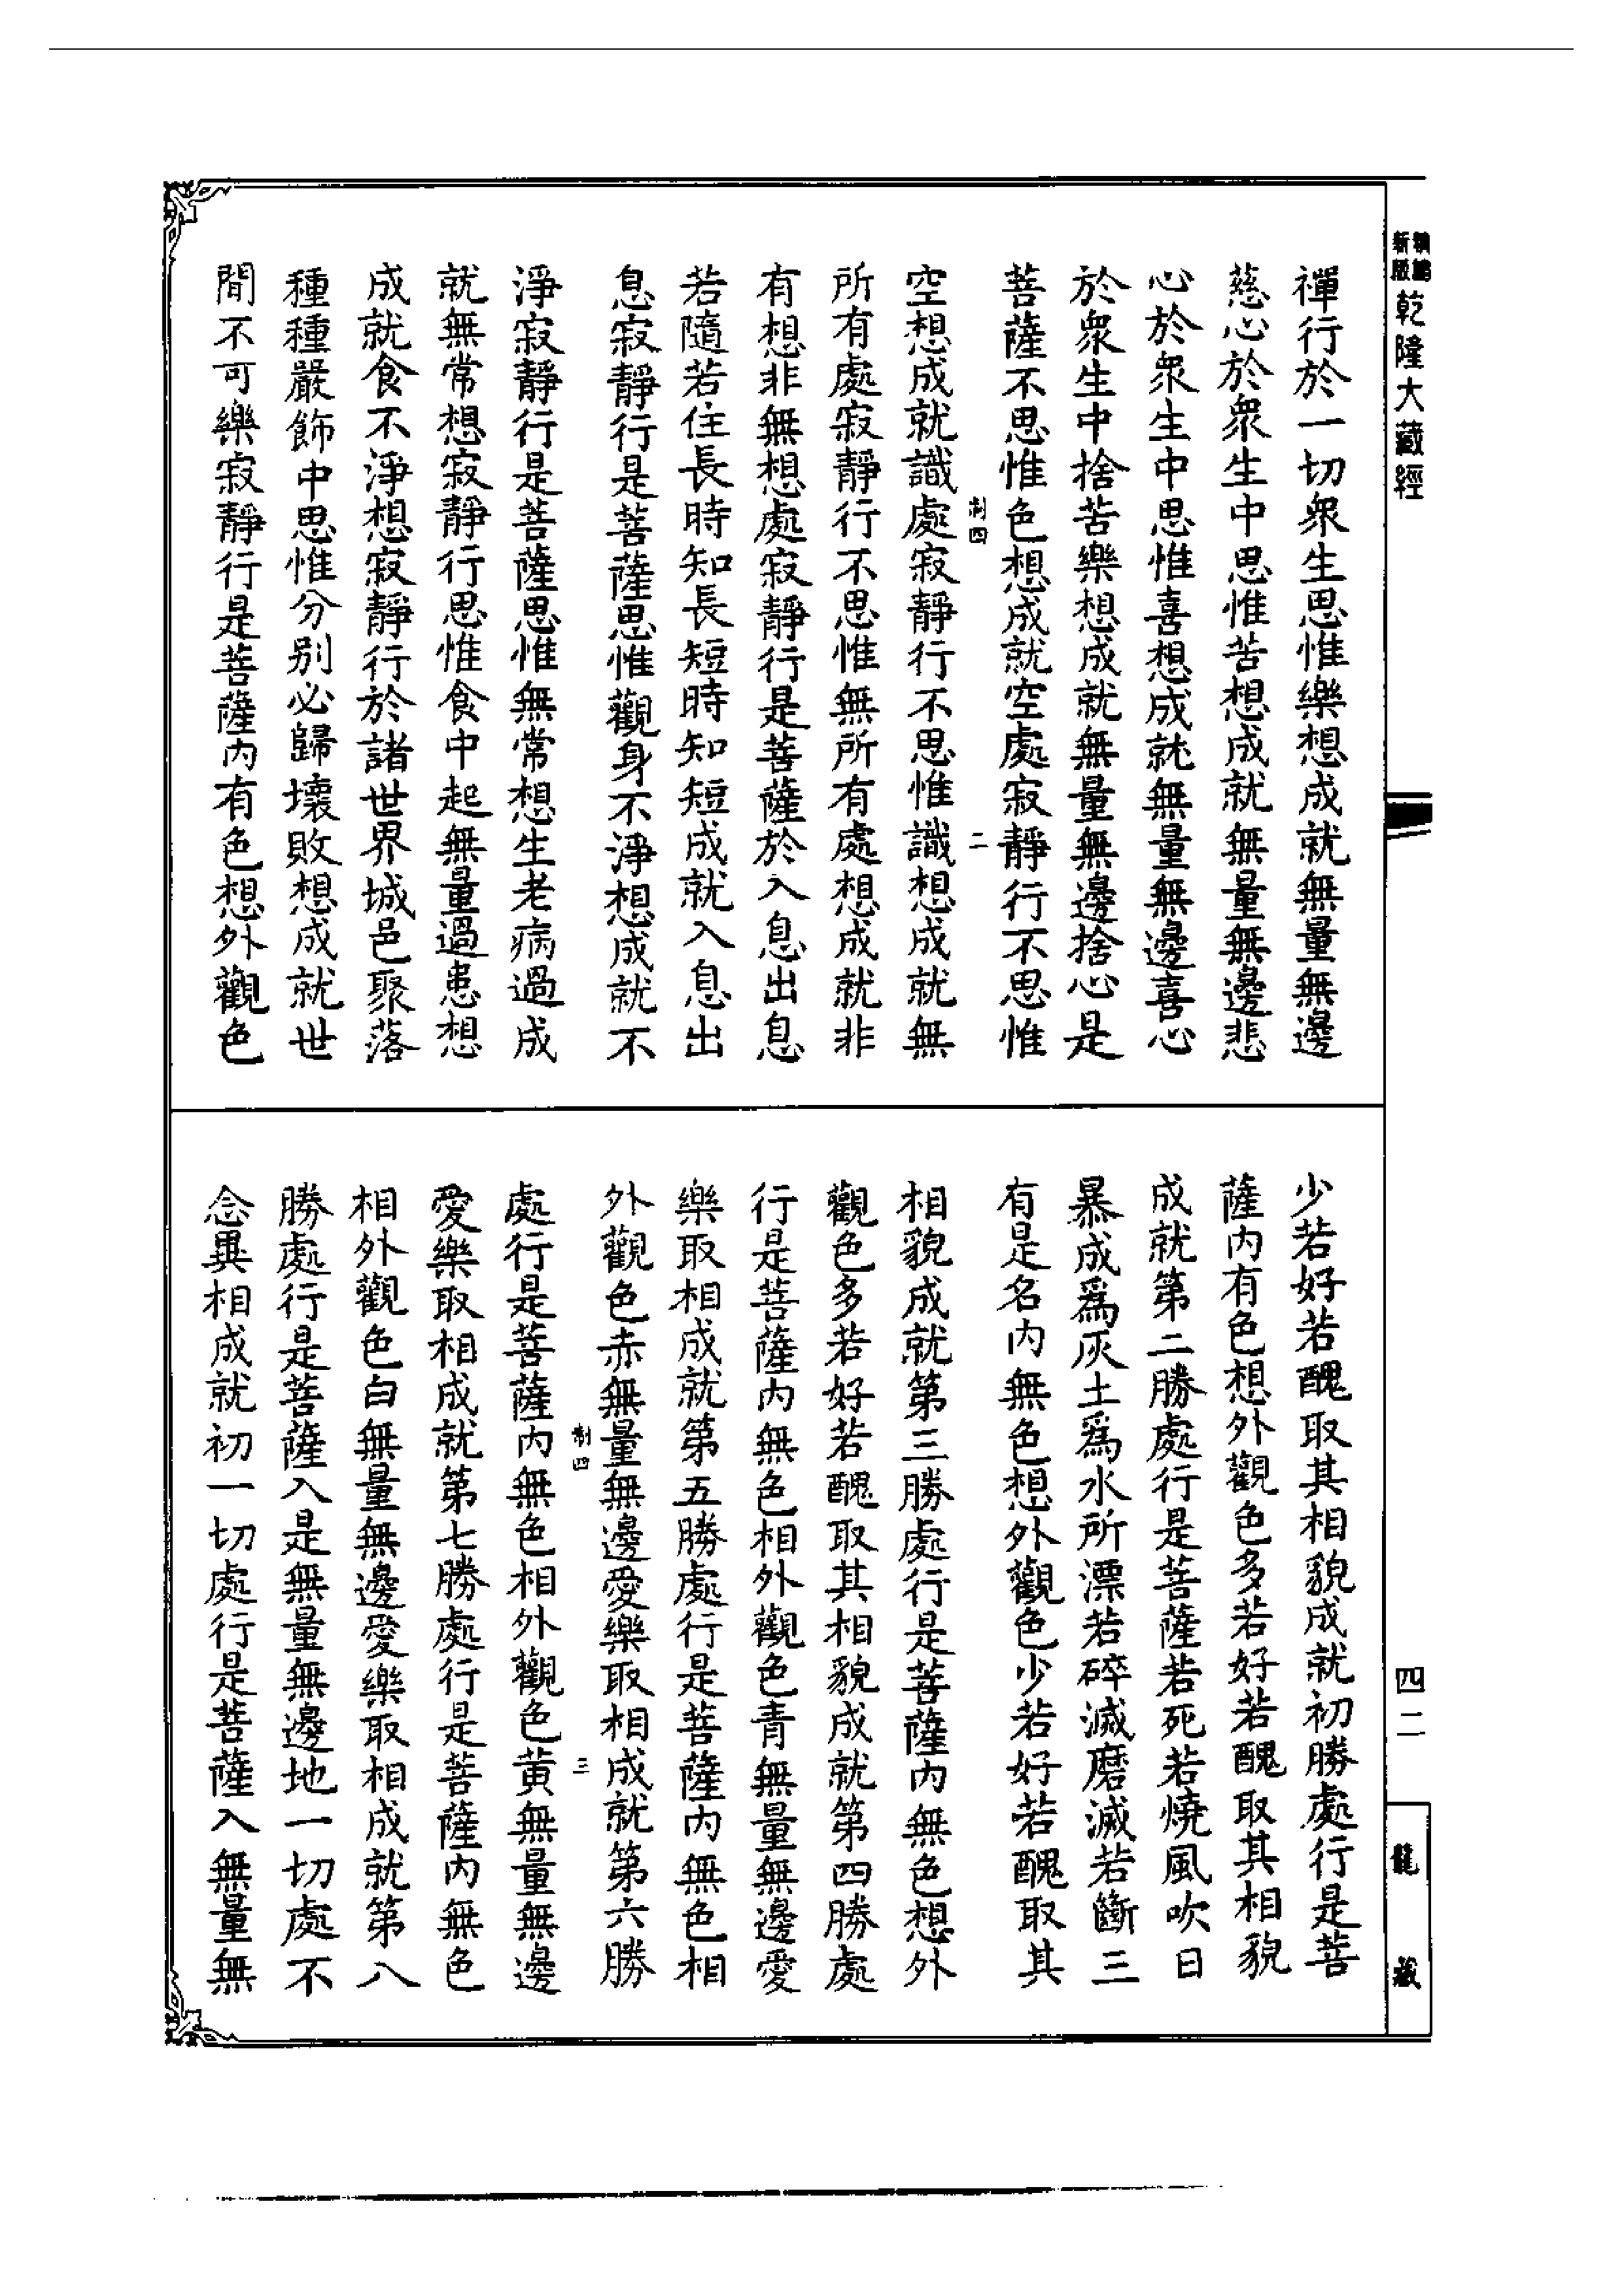 新編
新版
乾隆大藏經
四二
龍藏
禪行於一切衆生思惟樂想成就無量無邊
慈心於衆生中思惟苦想成就無量無邊悲
心於衆生中思惟喜想成就無量無邊喜心
於衆生中捨苦樂想成就無量無邊捨心是
菩薩不思惟色想成就空處寂靜行不思惟
制四
二
空想成就識處寂靜行不思惟識想成就無
所有處寂靜行不思惟無所有處想成就非
有想非無想處寂靜行是菩薩於入息出息
若隨若住長時知長短時知短成就入息出
息寂靜行是菩薩思惟觀身不淨想成就不
淨寂靜行是菩薩思惟無常想生老病過成
就無常想寂靜行思惟食中起無量過患想
成就食不淨想寂靜行於諸世界城邑聚落
種種嚴飾中思惟分別必歸壞敗想成就世
間不可樂寂靜行是菩薩內有色想外觀色
少若好若醜取其相貌成就初勝處行是菩
薩內有色想外觀色多若好若醜取其相貌
成就第二勝處行是菩薩若死若燒風吹日
暴成爲灰土爲水所漂若碎滅磨滅若斷三
有是名內無色想外觀色少若好若醜取其
相貌成就第三勝處行是菩薩內無色想外
觀色多若好若醜取其相貌成就第四勝處
行是菩薩內無色相外觀色青無量無邊愛
樂取相成就第五勝處行是菩薩內無色相
外觀色赤無量無邊愛樂取相成就第六勝
制四
三
處行是菩薩內無色相外觀色黄無量無邊
愛樂取相成就第七勝處行是菩薩內無色
相外觀色白無量無邊愛樂取相成就第八
勝處行是菩薩入是無量無邊地一切處不
念異相成就初一切處行是菩薩入無量無